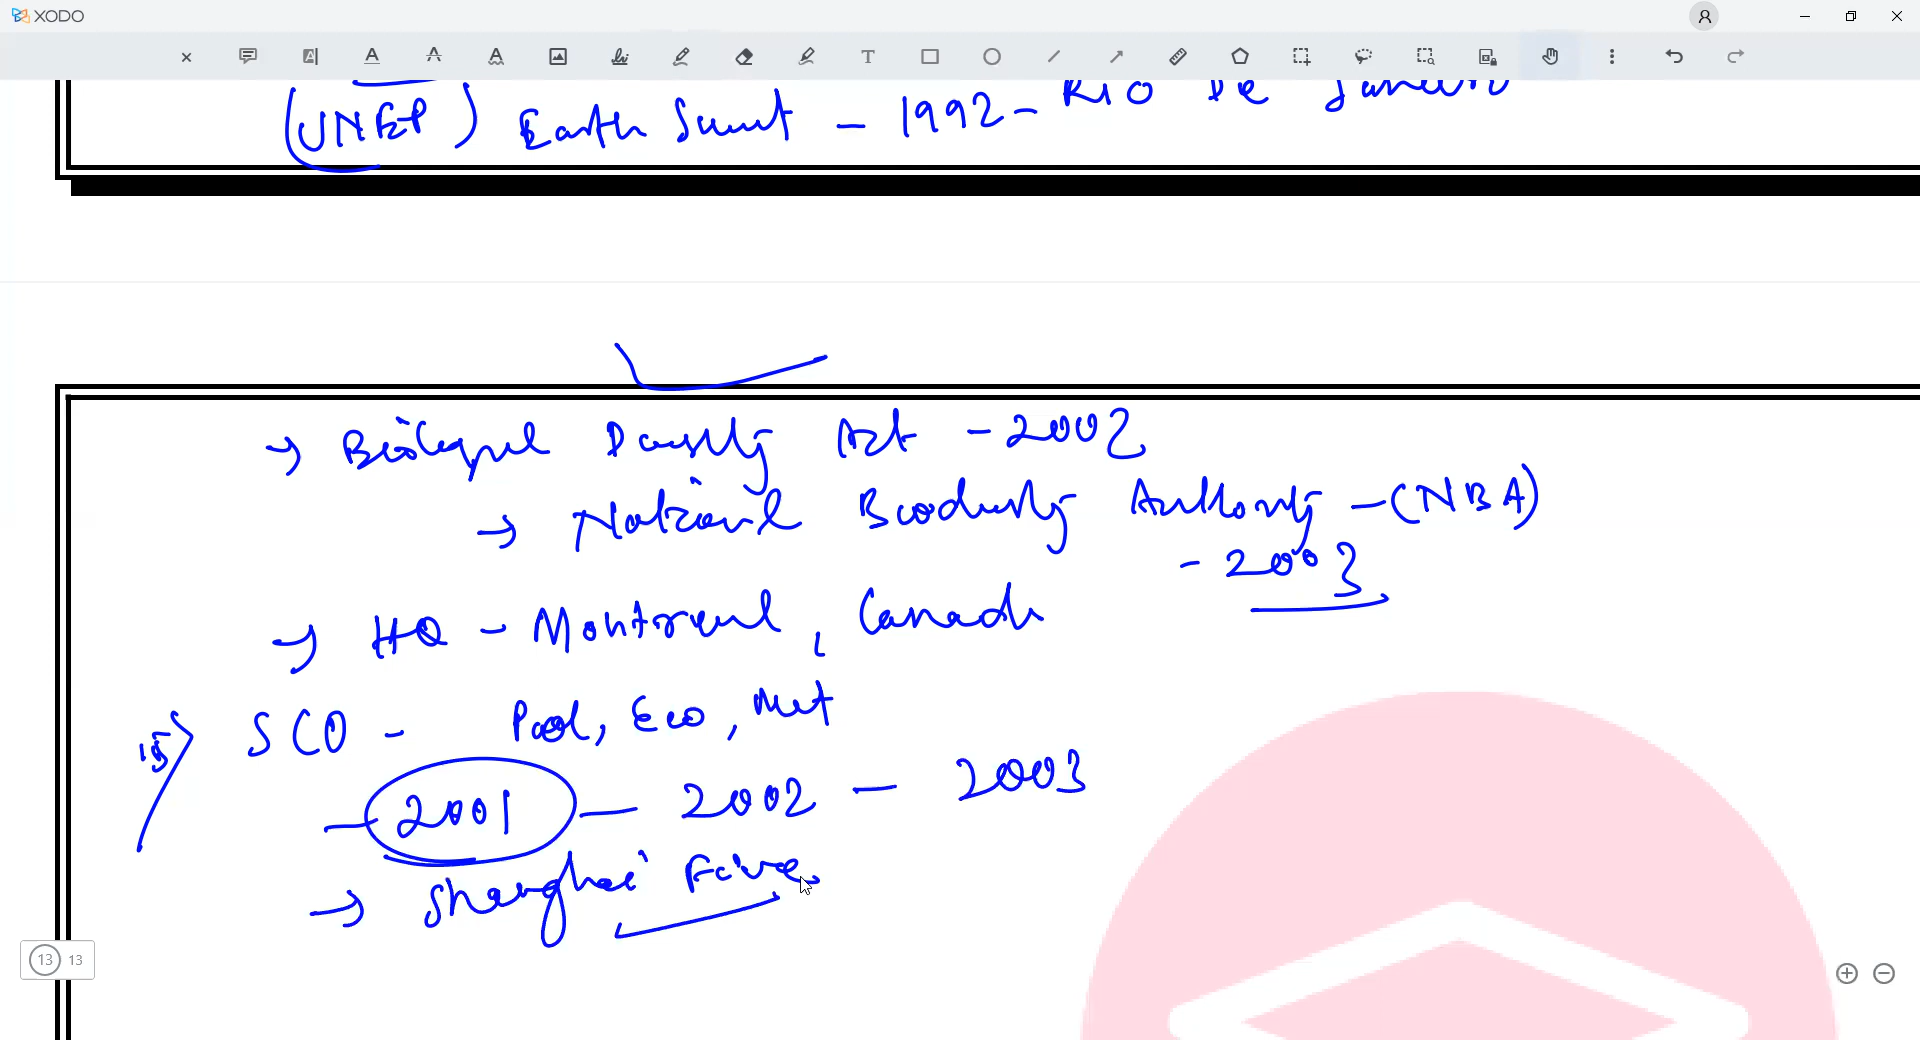 XODO
Rio De Janeiro
(UNEP) Earth Summit - 1992 -
→ Biological Diversity Act - 2002
→ National Biodiversity Authority - (NBA)
- 2003
→ HQ - Montreal, Canada
15) SCO - Pol, Eco, Mit
- 2001 - 2002 - 2003
→ Shanghai Five
13 13